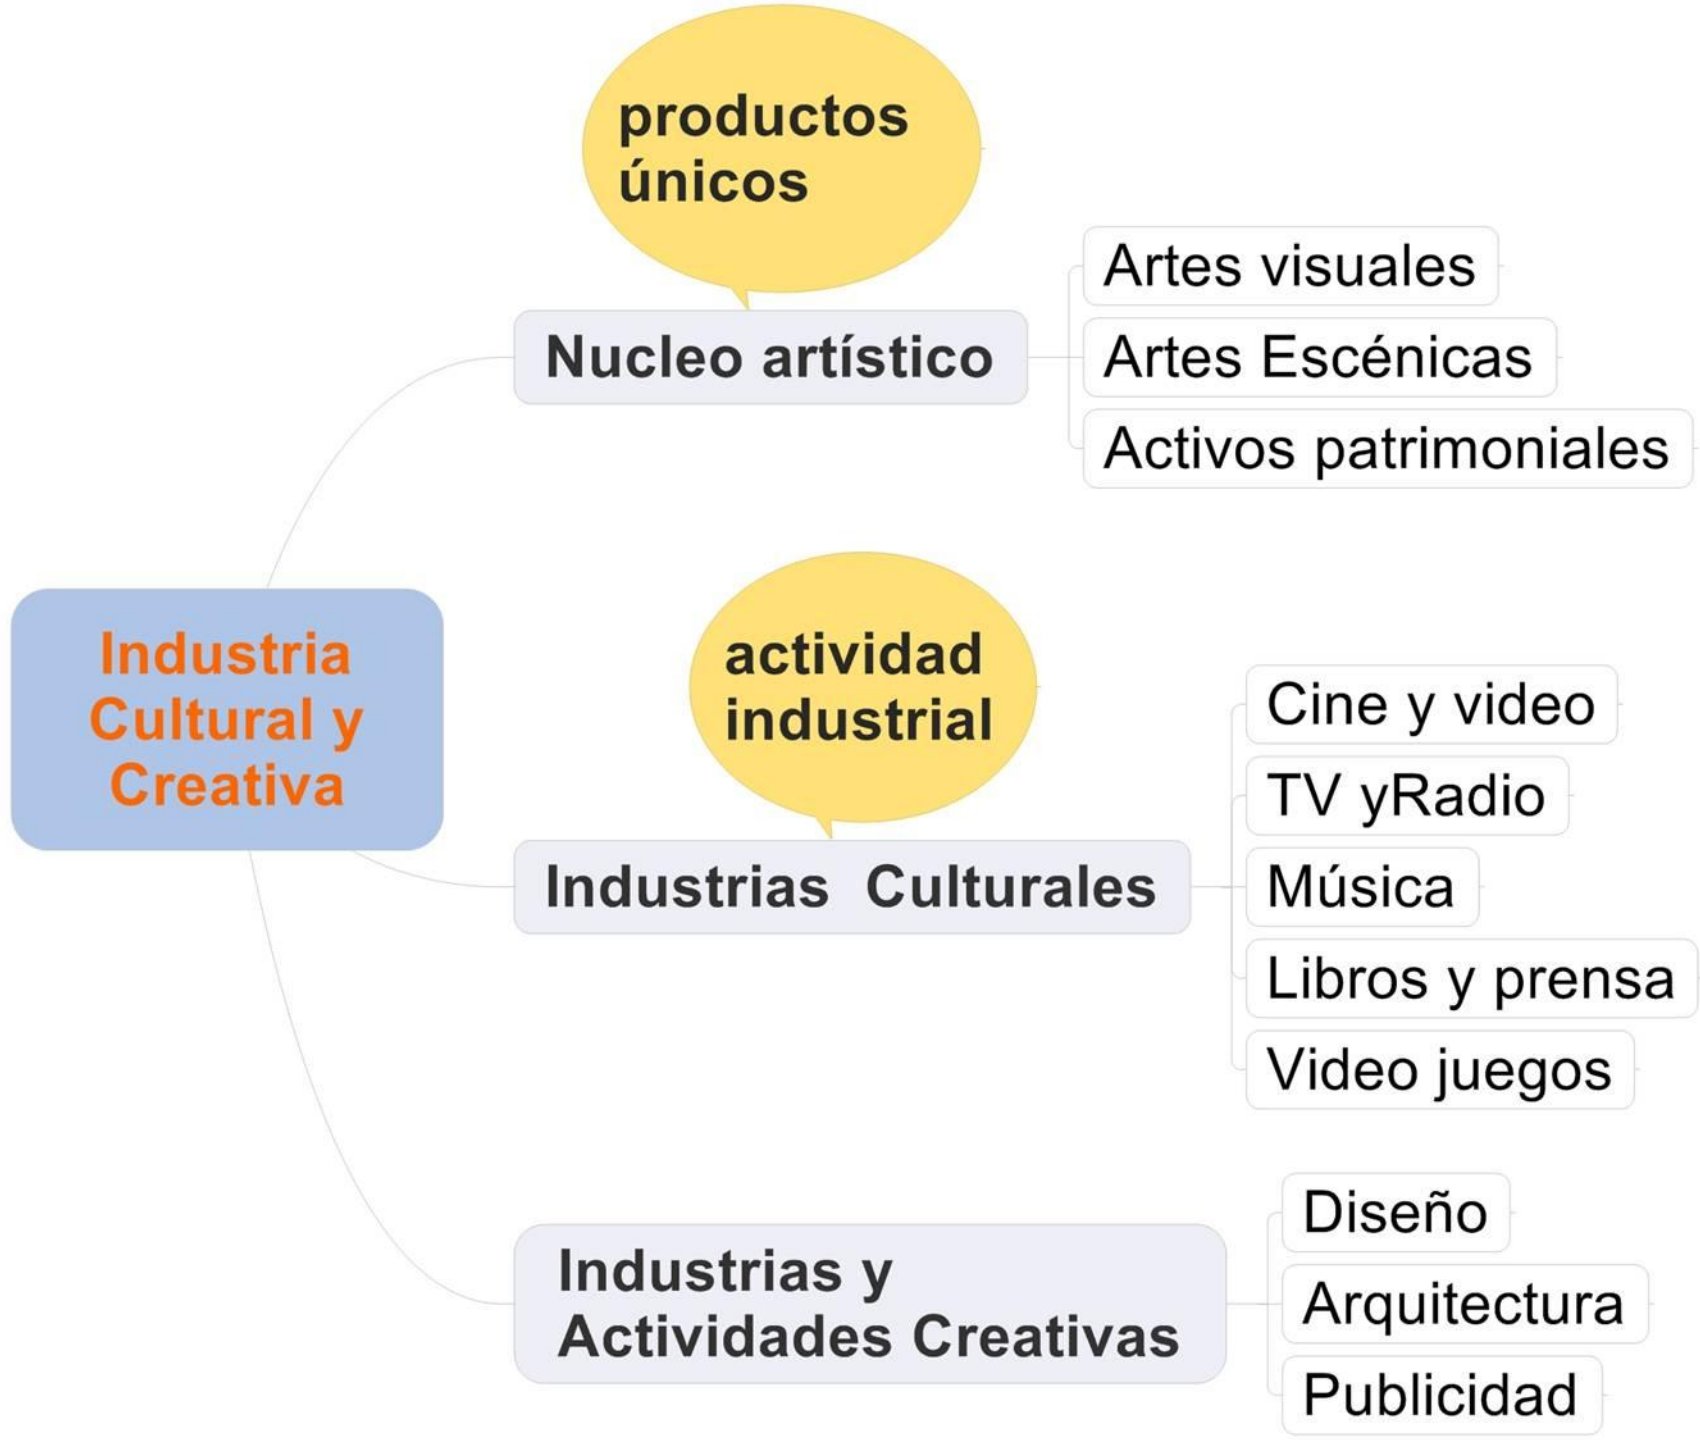 productos
únicos
Nucleo artístico
Artes visuales
Artes Escénicas
Activos patrimoniales
Industria
Cultural y
Creativa
actividad
industrial
Industrias  Culturales
Cine y video
TV yRadio
Música
Libros y prensa
Video juegos
Industrias y
Actividades Creativas
Diseño
Arquitectura
Publicidad